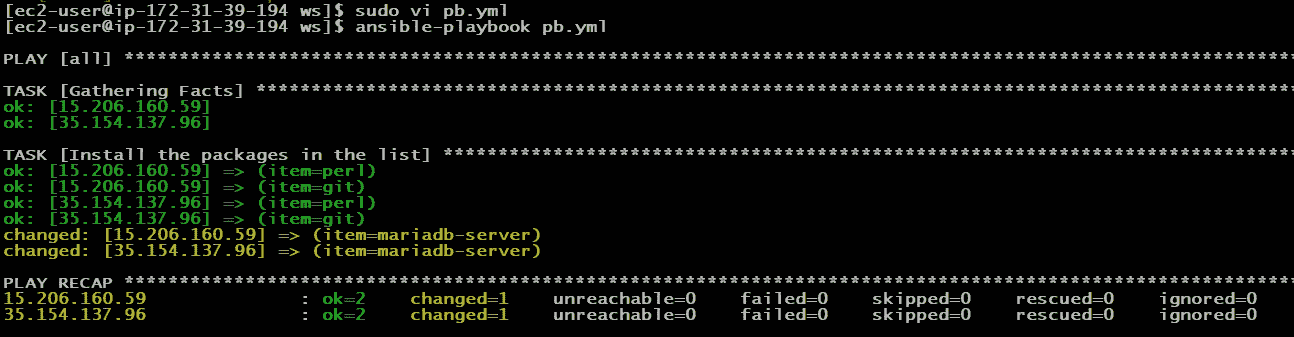 [ec2-user@ip-172-31-39-194 ws]$ sudo vi pb.yml
[ec2-user@ip-172-31-39-194 ws]$ ansible-playbook pb.yml
PLAY [all] **********************************************************************************************************************************
TASK [Gathering Facts] **********************************************************************************************************************
ok: [15.206.160.59]
ok: [35.154.137.96]
TASK [Install the packages in the list] *****************************************************************************************************
ok: [15.206.160.59] => (item=perl)
ok: [15.206.160.59] => (item=git)
ok: [35.154.137.96] => (item=perl)
ok: [35.154.137.96] => (item=git)
changed: [15.206.160.59] => (item=mariadb-server)
changed: [35.154.137.96] => (item=mariadb-server)
PLAY RECAP **********************************************************************************************************************************
15.206.160.59 : ok=2 changed=1 unreachable=0 failed=0 skipped=0 rescued=0 ignored=0
35.154.137.96 : ok=2 changed=1 unreachable=0 failed=0 skipped=0 rescued=0 ignored=0